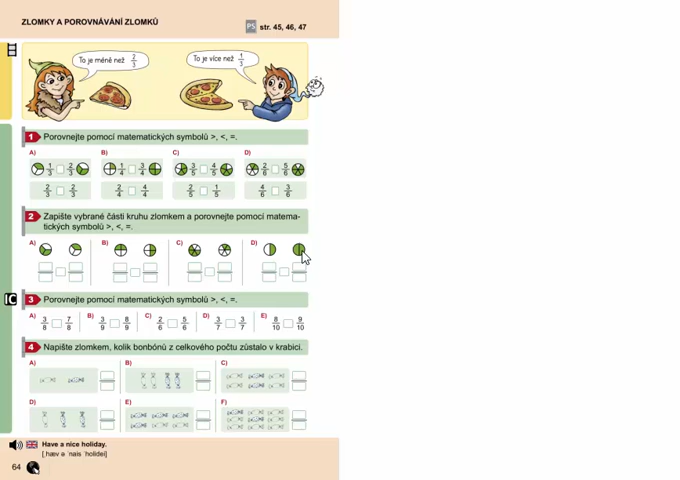 ZLOMKY A POROVNÁVÁNÍ ZLOMKŮ
PS str. 45, 46, 47
To je méně než 2/3
To je více než 1/3
1 Porovnejte pomocí matematických symbolů >, <, =.
A) B) C) D)
1/3 2/3 1/4 3/4 3/5 4/5 2/6 5/6
2/3 2/3 2/4 4/4 2/5 1/5 4/6 3/6
2 Zapište vybrané části kruhu zlomkem a porovnejte pomocí matema-
tických symbolů >, <, =.
A) B) C) D)
3 Porovnejte pomocí matematických symbolů >, <, =.
A) 3/8 7/8 B) 3/9 8/9 C) 2/6 5/6 D) 3/7 3/7 E) 8/10 9/10
4 Napište zlomkem, kolik bonbónů z celkového počtu zůstalo v krabici.
A) B) C)
D) E) F)
Have a nice holiday.
[ˌhæv ə ˈnais ˈholidei]
64